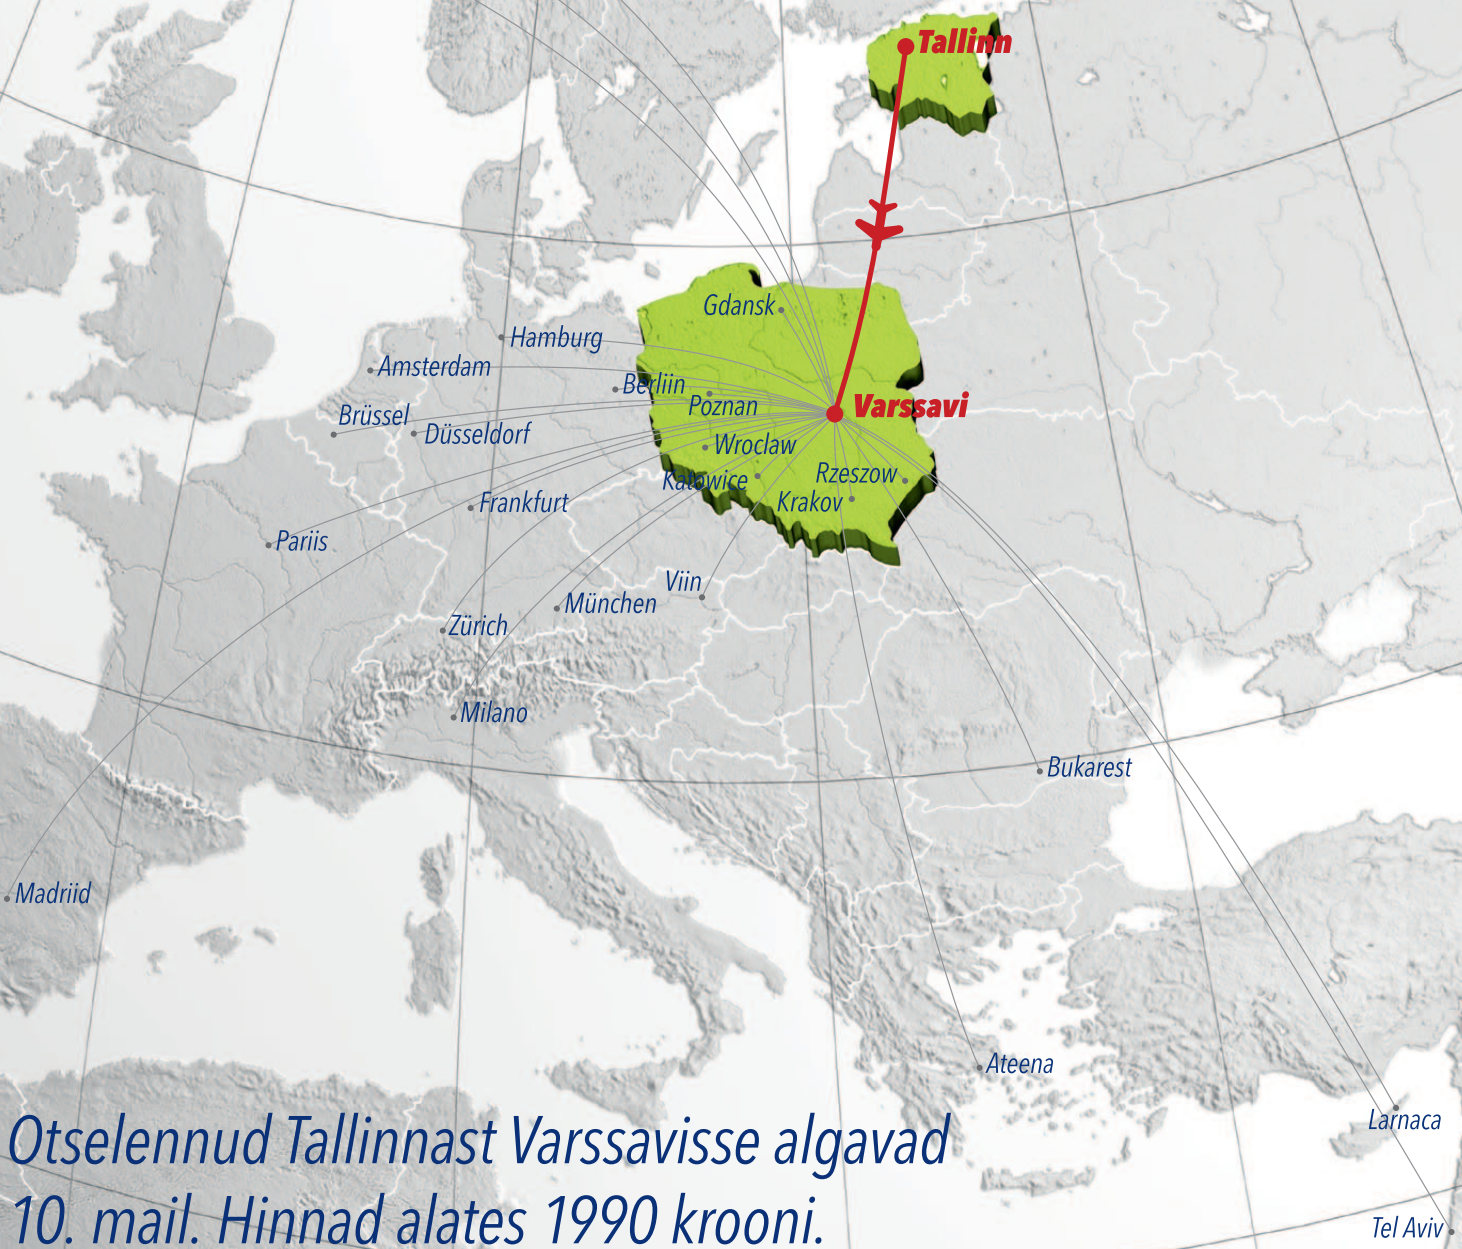 Tallinn
Gdansk
Hamburg
Amsterdam
Berliin
Poznan
Varssavi
Brüssel
Düsseldorf
Wroclaw
Katowice
Rzeszow
Krakov
Frankfurt
Pariis
Viin
München
Zürich
Milano
Bukarest
Madriid
Ateena
Larnaca
Otselennud Tallinnast Varssavisse algavad
10. mail. Hinnad alates 1990 krooni.
Tel Aviv